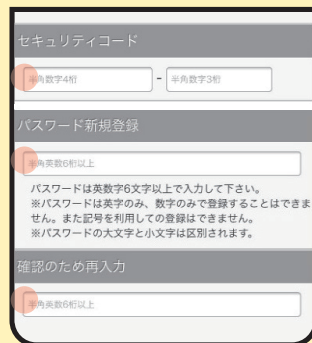 セキュリティコード
半角数字4桁 - 半角数字3桁
パスワード新規登録
半角英数6桁以上
パスワードは英数字6文字以上で入力して下さい。
※パスワードは英字のみ、数字のみで登録することはできま
せん。また記号を利用しての登録はできません。
※パスワードの大文字と小文字は区別されます。
確認のため再入力
半角英数6桁以上